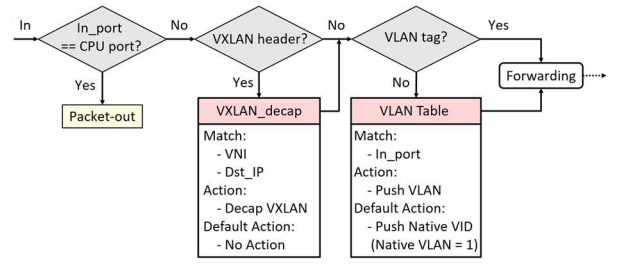 In
In_port
== CPU port?
No
VXLAN header?
No
VLAN tag?
Yes
Yes
Yes
No
Forwarding
Packet-out
VXLAN_decap
Match:
- VNI
- Dst_IP
Action:
- Decap VXLAN
Default Action:
- No Action
VLAN Table
Match:
- In_port
Action:
- Push VLAN
Default Action:
- Push Native VID
(Native VLAN = 1)